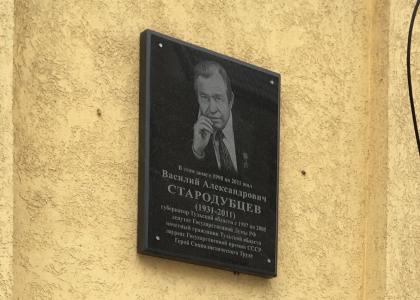 В этом доме с 1998 по 2011 жил
Василий Александрович
СТАРОДУБЦЕВ
(1931-2011)
губернатор Тульской области с 1997 по 2005
депутат Государственной Думы РФ
почетный гражданин Тульской области
лауреат Государственной премии СССР
Герой Социалистического Труда